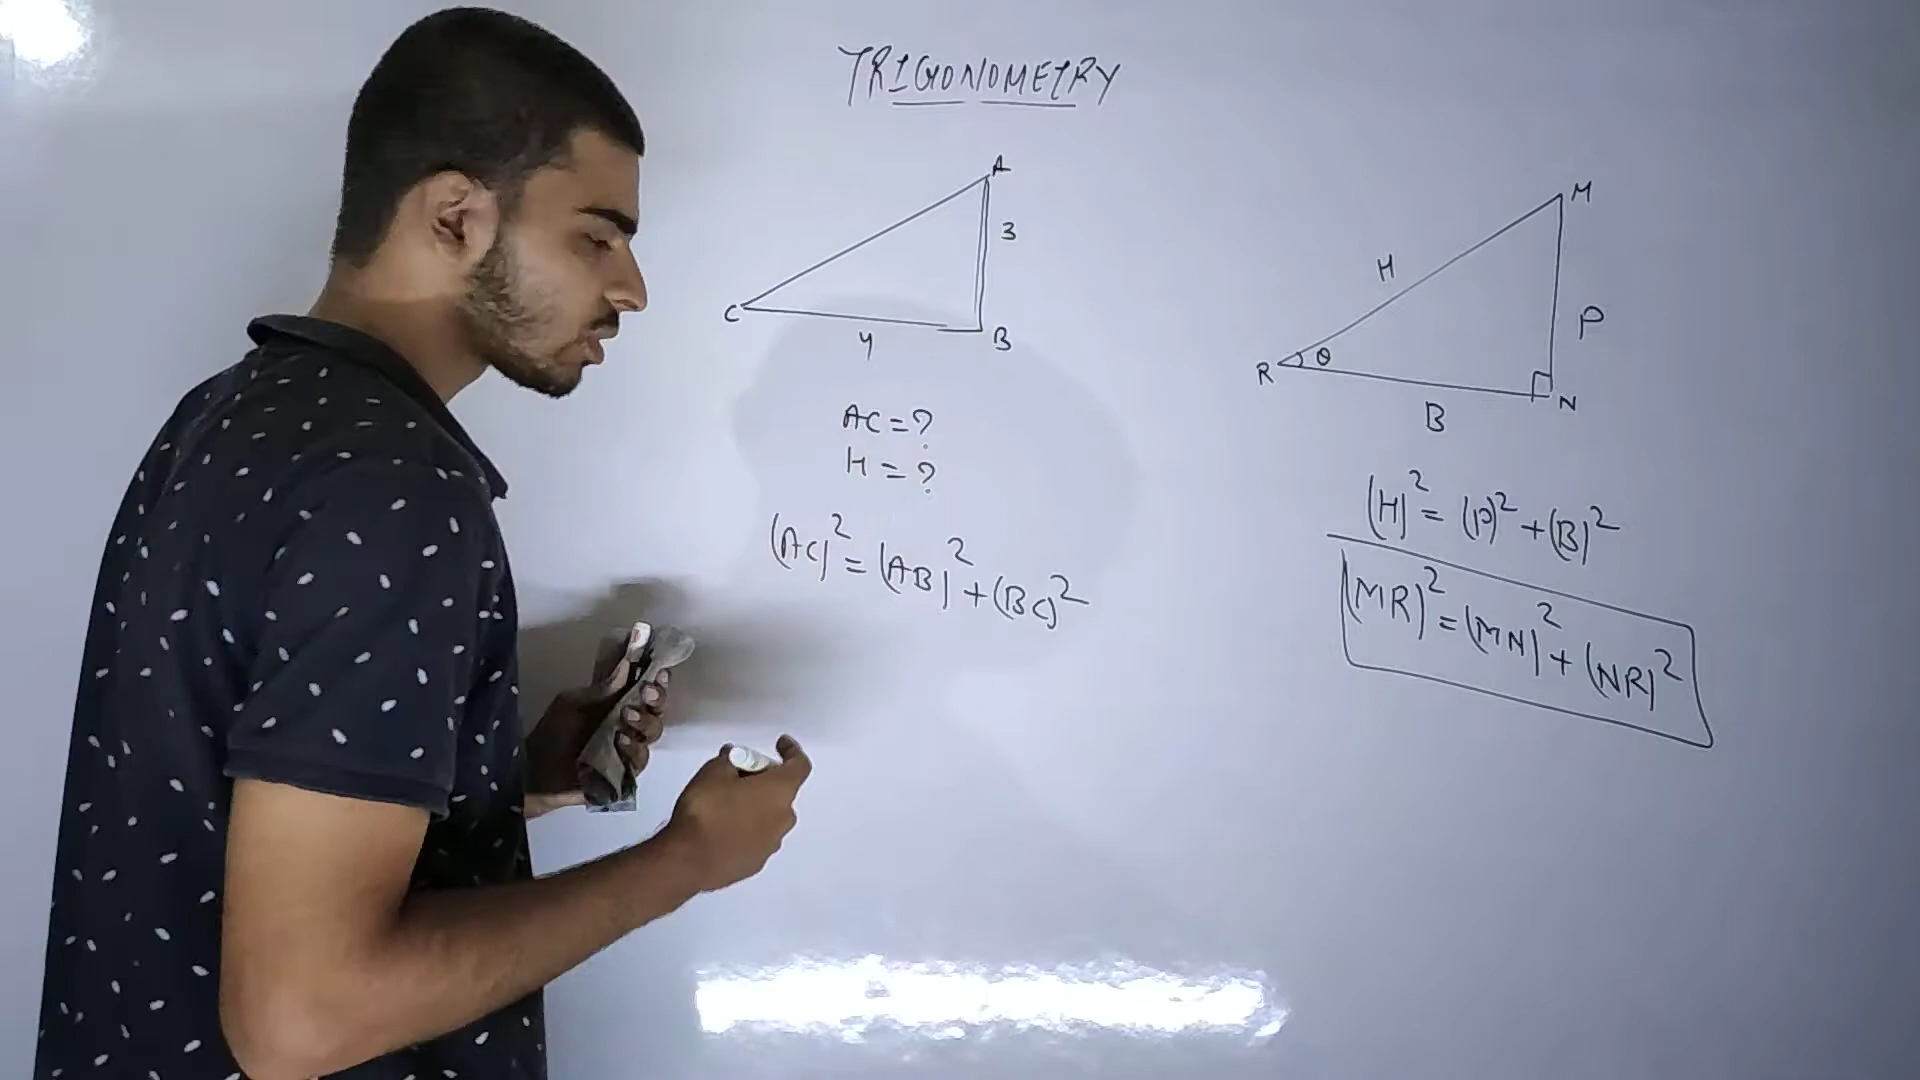 TRIGONOMETRY
A
3
C
4
B
AC = ?
H = ?
(AC)² = (AB)² + (BC)²
M
H
P
R
θ
N
B
(H)² = (P)² + (B)²
(MR)² = (MN)² + (NR)²